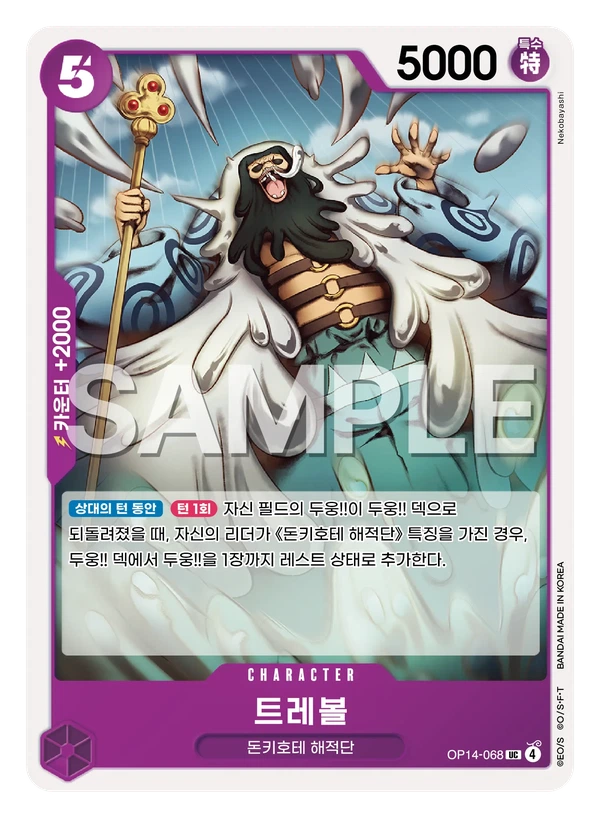 5
5000
특수
特
Nekobayashi
카운터 +2000
SAMPLE
상대의 턴 동안 턴 1회 자신 필드의 두웅!!이 두웅!! 덱으로
되돌려졌을 때, 자신의 리더가 《돈키호테 해적단》 특징을 가진 경우,
두웅!! 덱에서 두웅!!을 1장까지 레스트 상태로 추가한다.
CHARACTER
트레볼
돈키호테 해적단
OP14-068 UC 4
©EO/S ©O/S·F·T BANDAI MADE IN KOREA